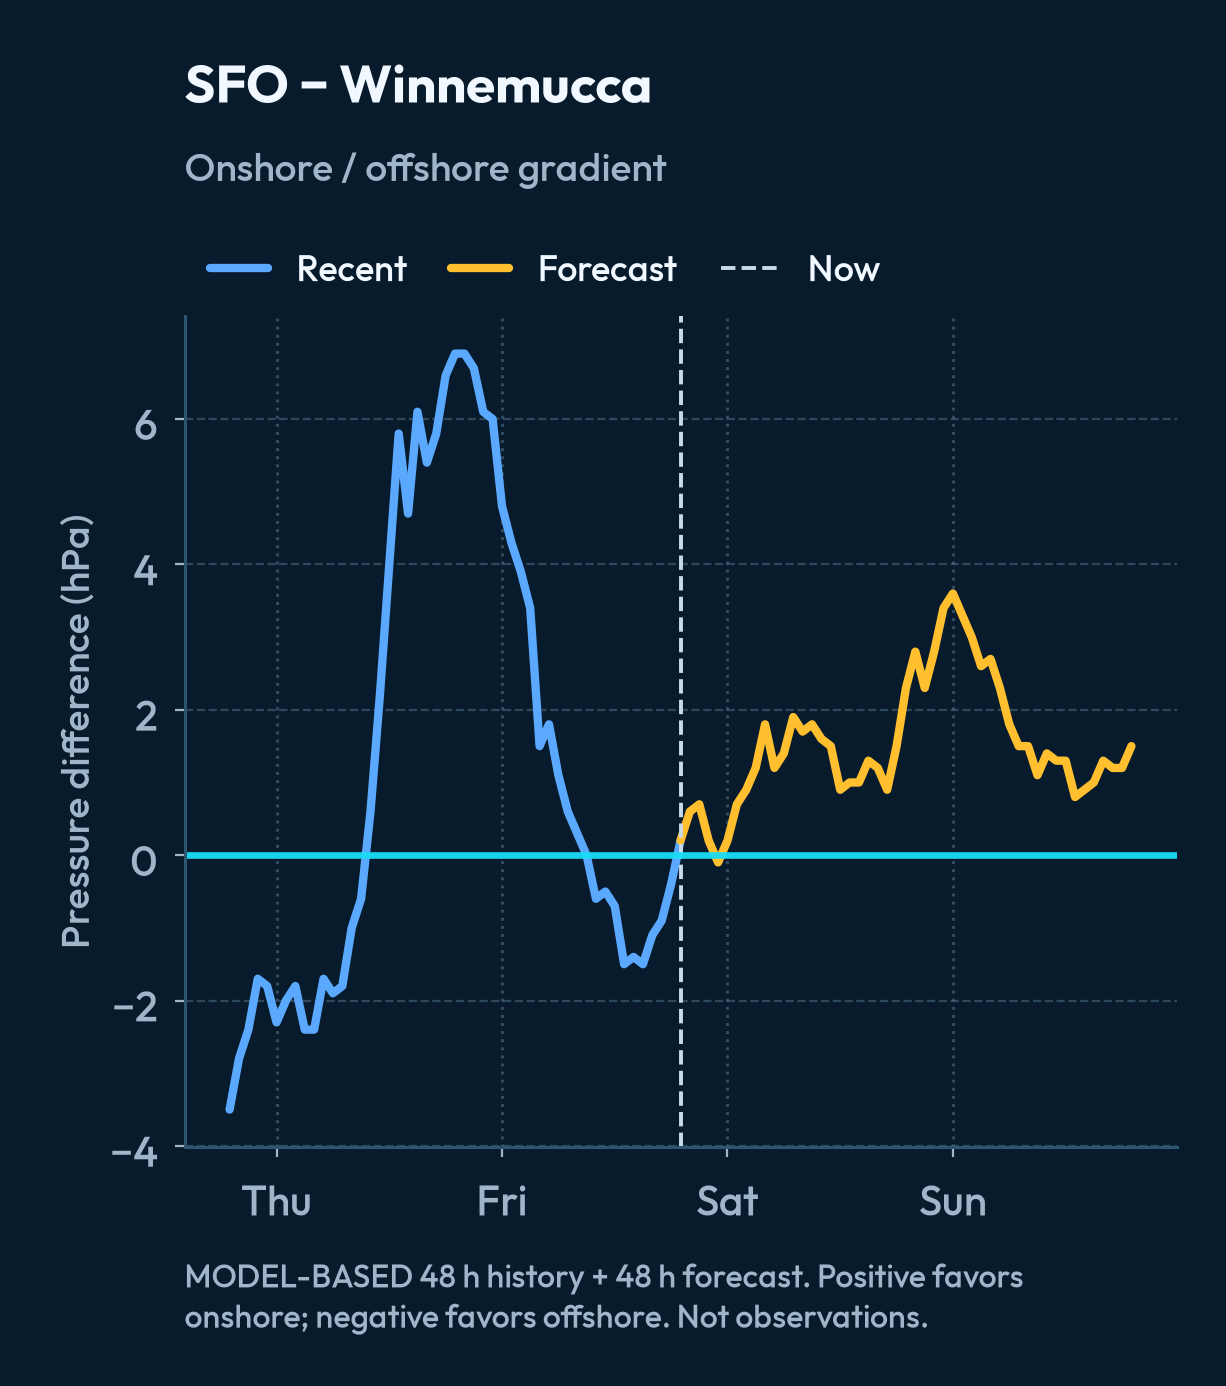 SFO – Winnemucca
Onshore / offshore gradient
Recent
Forecast
Now
Pressure difference (hPa)
6
4
2
0
−2
−4
Thu
Fri
Sat
Sun
MODEL-BASED 48 h history + 48 h forecast. Positive favors
onshore; negative favors offshore. Not observations.